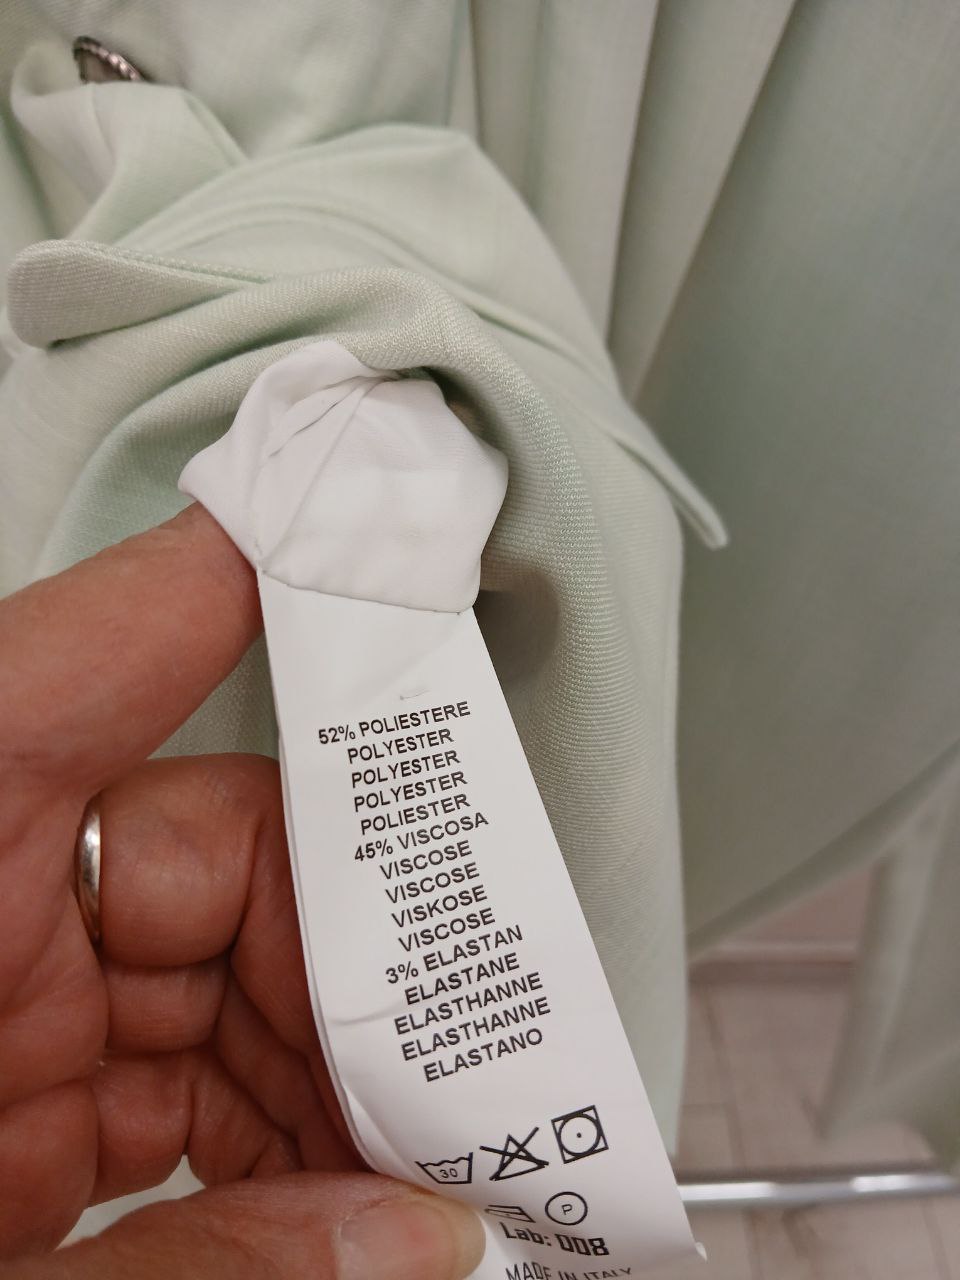 52% POLIESTERE
POLYESTER
POLYESTER
POLYESTER
POLIESTER
45% VISCOSA
VISCOSE
VISCOSE
VISKOSE
VISCOSE
3% ELASTAN
ELASTANE
ELASTHANNE
ELASTHANNE
ELASTANO
30
P
Lab: 008
MADE IN ITALY